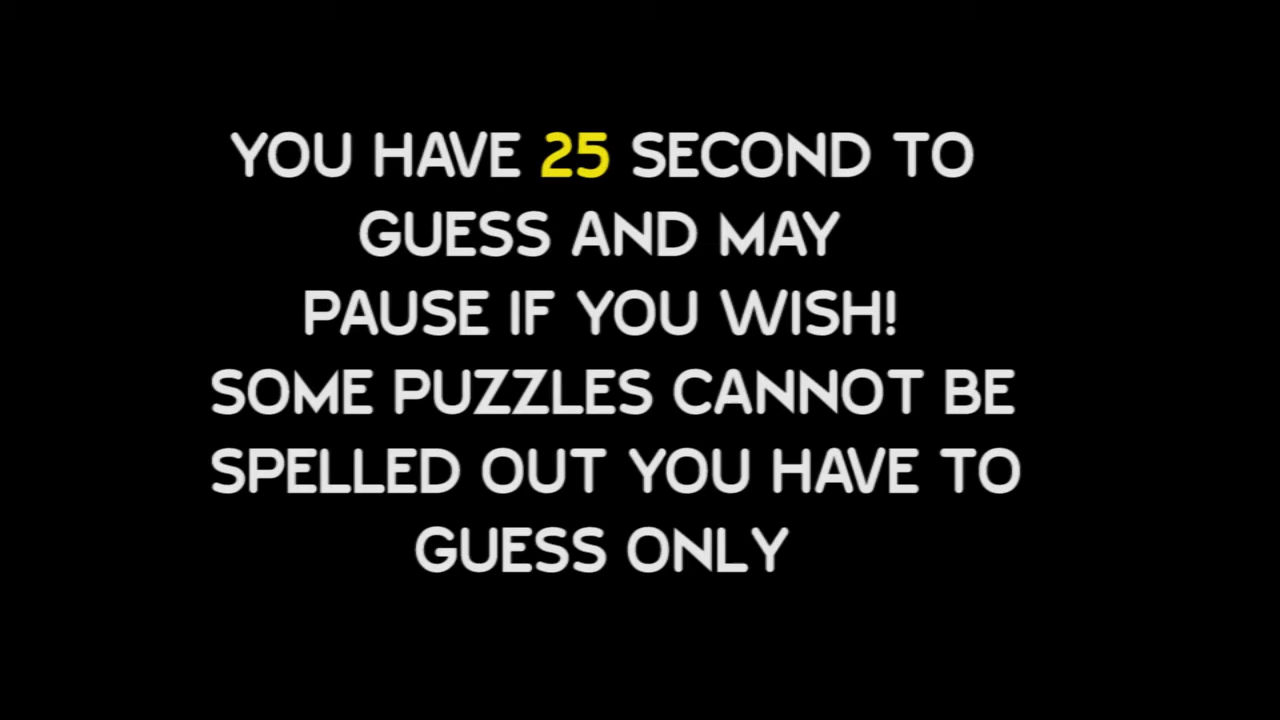 YOU HAVE 25 SECOND TO
GUESS AND MAY
PAUSE IF YOU WISH!
SOME PUZZLES CANNOT BE
SPELLED OUT YOU HAVE TO
GUESS ONLY